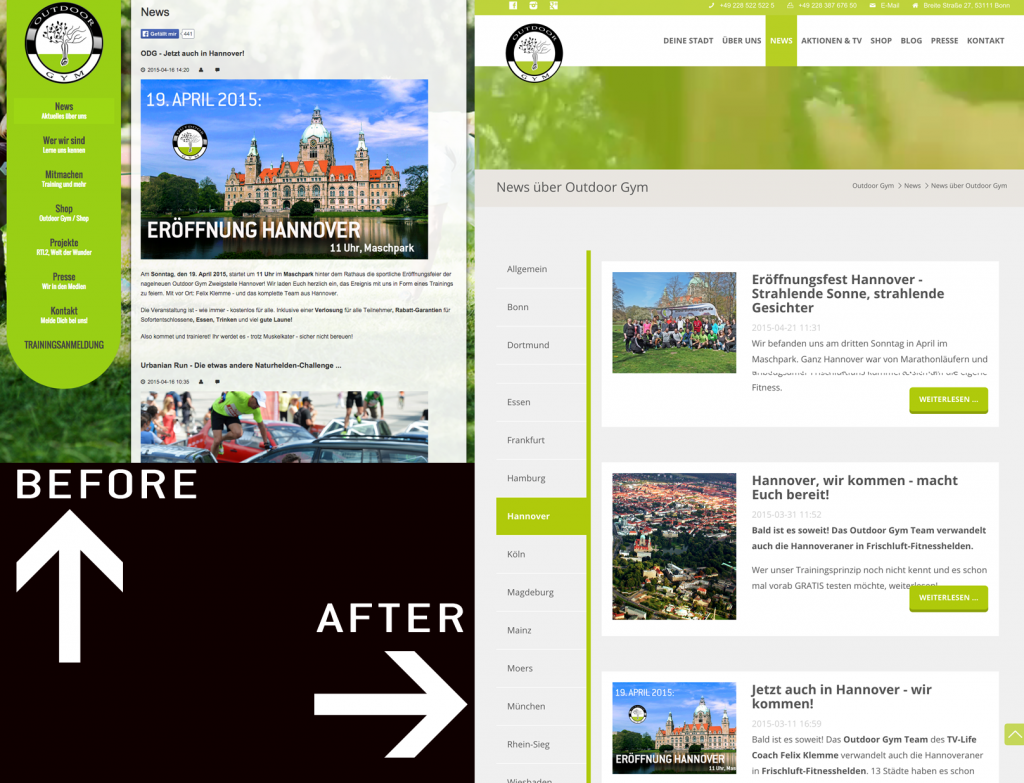 OUTDOOR
GYM
News
Aktuelles über uns
Wer wir sind
Lerne uns kennen
Mitmachen
Training und mehr
Shop
Outdoor Gym / Shop
Projekte
RTL2, Welt der Wunder
Presse
Wir in den Medien
Kontakt
Melde Dich bei uns!
TRAININGSANMELDUNG
News
Gefällt mir 441
ODG - Jetzt auch in Hannover!
2015-04-16 14:20
19. APRIL 2015:
ERÖFFNUNG HANNOVER
11 Uhr, Maschpark
Am Sonntag, den 19. April 2015, startet um 11 Uhr im Maschpark hinter dem Rathaus die sportliche Eröffnungsfeier der
nagelneuen Outdoor Gym Zweigstelle Hannover! Wir laden Euch herzlich ein, das Ereignis mit uns in Form eines Trainings
zu feiern. Mit vor Ort: Felix Klemme - und das komplette Team aus Hannover.
Die Veranstaltung ist - wie immer - kostenlos für alle. Inklusive einer Verlosung für alle Teilnehmer, Rabatt-Garantien für
Sofortentschlossene, Essen, Trinken und viel gute Laune!
Also kommet und trainieret! Ihr werdet es - trotz Muskelkater - sicher nicht bereuen!
Urbanian Run - Die etwas andere Naturhelden-Challenge ...
2015-04-16 10:35
BEFORE
AFTER
+49 228 522 522 5
+49 228 387 676 50
E-Mail
Breite Straße 27, 53111 Bonn
OUTDOOR
GYM
DEINE STADT
ÜBER UNS
NEWS
AKTIONEN & TV
SHOP
BLOG
PRESSE
KONTAKT
News über Outdoor Gym
Outdoor Gym > News > News über Outdoor Gym
Allgemein
Bonn
Dortmund
Essen
Frankfurt
Hamburg
Hannover
Köln
Magdeburg
Mainz
Moers
München
Rhein-Sieg
Wiesbaden
Eröffnungsfest Hannover -
Strahlende Sonne, strahlende
Gesichter
2015-04-21 11:31
Wir befanden uns am dritten Sonntag in April im
Maschpark. Ganz Hannover war von Marathonläufern und
Fitness.
WEITERLESEN ...
Hannover, wir kommen - macht
Euch bereit!
2015-03-31 11:52
Bald ist es soweit! Das Outdoor Gym Team verwandelt
auch die Hannoveraner in Frischluft-Fitnesshelden.
Wer unser Trainingsprinzip noch nicht kennt und es schon
mal vorab GRATIS testen möchte, weiterlesen!
WEITERLESEN ...
19. APRIL 2015:
ERÖFFNUNG HANNOVER
Jetzt auch in Hannover - wir
kommen!
2015-03-11 16:59
Bald ist es soweit! Das Outdoor Gym Team des TV-Life
Coach Felix Klemme verwandelt auch die Hannoveraner
in Frischluft-Fitnesshelden. 13 Städte haben es schon